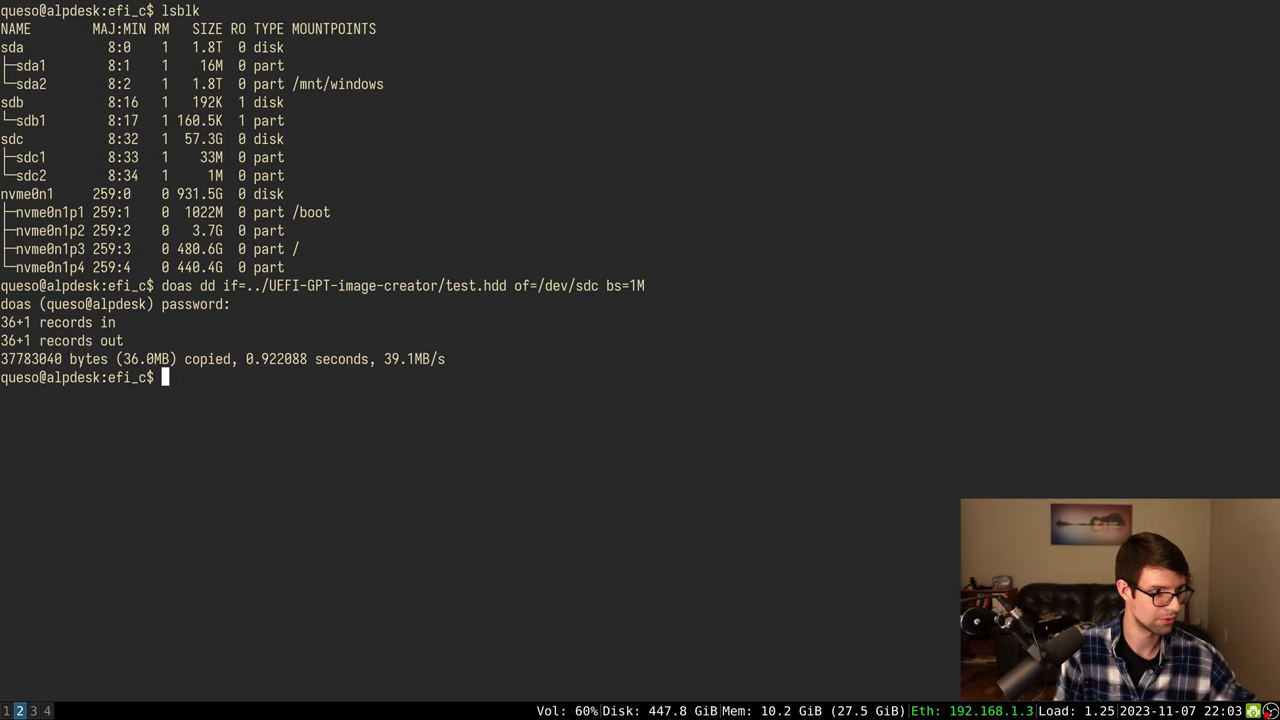 queso@alpdesk:efi_c$ lsblk
NAME        MAJ:MIN RM   SIZE RO TYPE MOUNTPOINTS
sda           8:0    1   1.8T  0 disk
├─sda1        8:1    1    16M  0 part
└─sda2        8:2    1   1.8T  0 part /mnt/windows
sdb           8:16   1   192K  1 disk
└─sdb1        8:17   1 160.5K  1 part
sdc           8:32   1  57.3G  0 disk
├─sdc1        8:33   1    33M  0 part
└─sdc2        8:34   1     1M  0 part
nvme0n1     259:0    0 931.5G  0 disk
├─nvme0n1p1 259:1    0  1022M  0 part /boot
├─nvme0n1p2 259:2    0   3.7G  0 part
├─nvme0n1p3 259:3    0 480.6G  0 part /
└─nvme0n1p4 259:4    0 440.4G  0 part
queso@alpdesk:efi_c$ doas dd if=../UEFI-GPT-image-creator/test.hdd of=/dev/sdc bs=1M
doas (queso@alpdesk) password:
36+1 records in
36+1 records out
37783040 bytes (36.0MB) copied, 0.922088 seconds, 39.1MB/s
queso@alpdesk:efi_c$
1 2 3 4 Vol: 60% Disk: 447.8 GiB Mem: 10.2 GiB (27.5 GiB) Eth: 192.168.1.3 Load: 1.25 2023-11-07 22:03